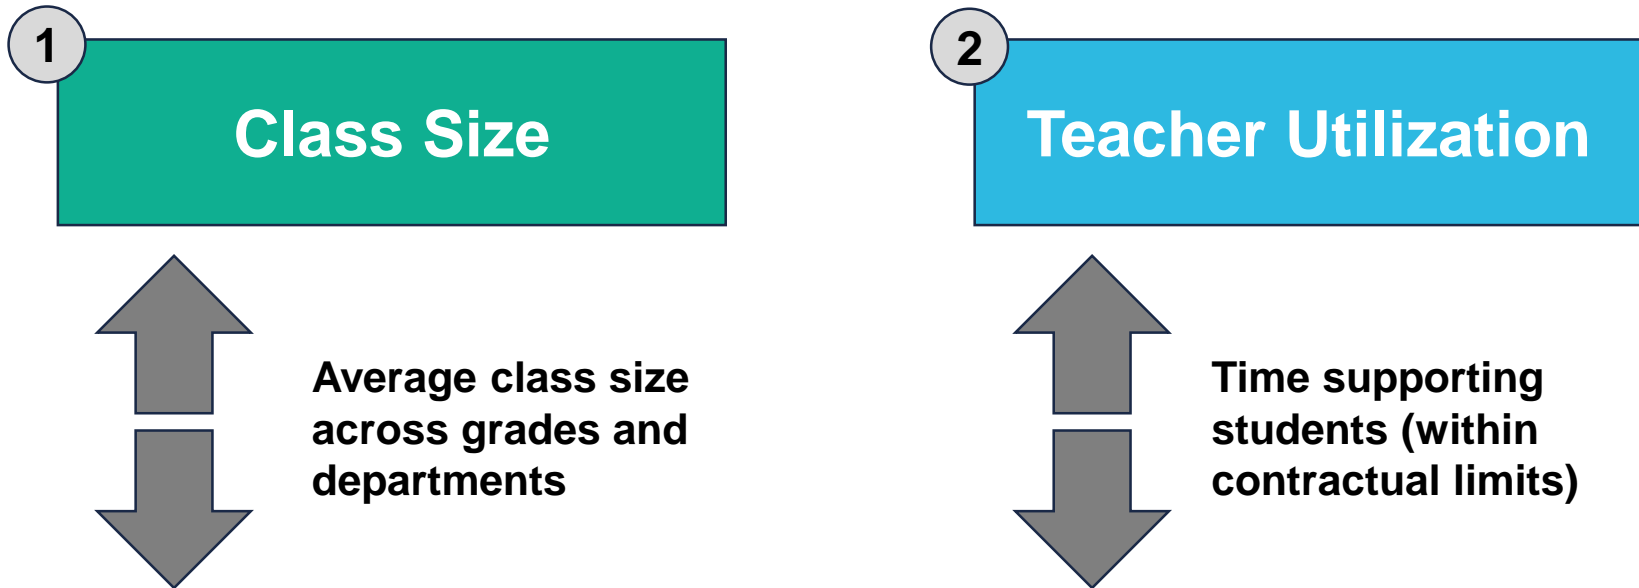 1
Class Size
Average class size
across grades and
departments
2
Teacher Utilization
Time supporting
students (within
contractual limits)